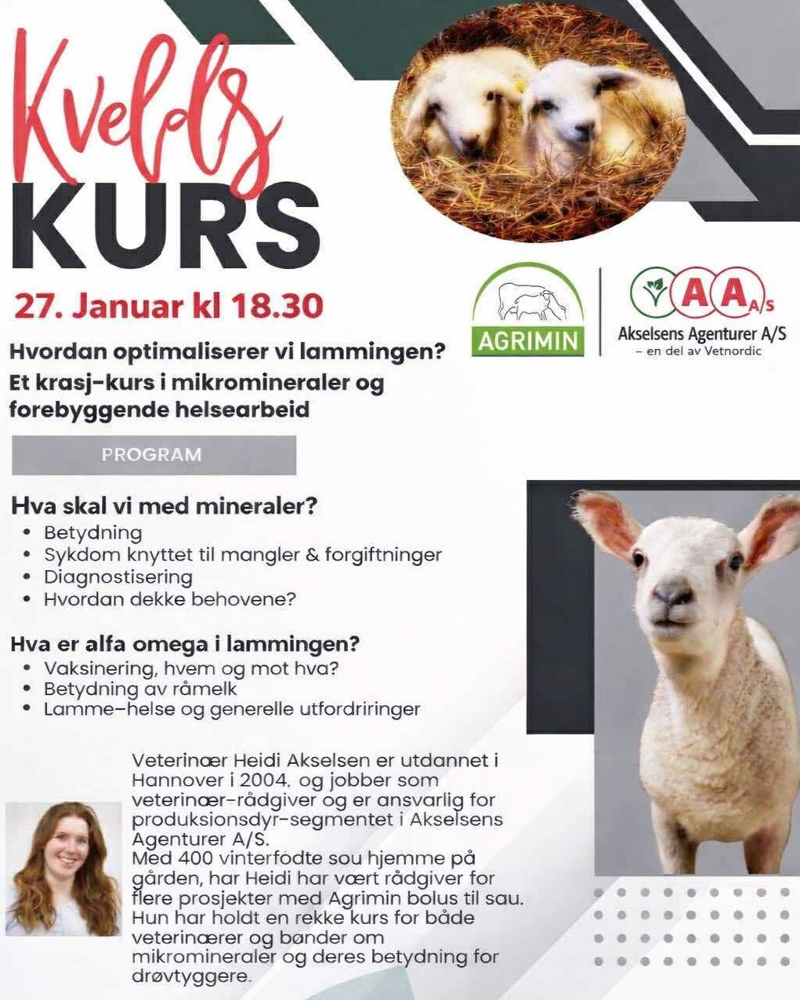 Kvelds
KURS
27. Januar kl 18.30
Hvordan optimaliserer vi lammingen?
Et krasj-kurs i mikromineraler og
forebyggende helsearbeid
AGRIMIN
AAA/S
Akselsens Agenturer A/S
– en del av Vetnordic
PROGRAM
Hva skal vi med mineraler?
• Betydning
• Sykdom knyttet til mangler & forgiftninger
• Diagnostisering
• Hvordan dekke behovene?
Hva er alfa omega i lammingen?
• Vaksinering, hvem og mot hva?
• Betydning av råmelk
• Lamme-helse og generelle utfordriringer
Veterinær Heidi Akselsen er utdannet i
Hannover i 2004, og jobber som
veterinær-rådgiver og er ansvarlig for
produksjonsdyr-segmentet i Akselsens
Agenturer A/S.
Med 400 vinterfôdte sou hjemme på
gården, har Heidi har vært rådgiver for
flere prosjekter med Agrimin bolus til sau.
Hun har holdt en rekke kurs for både
veterinærer og bønder om
mikromineraler og deres betydning for
drøvtyggere.